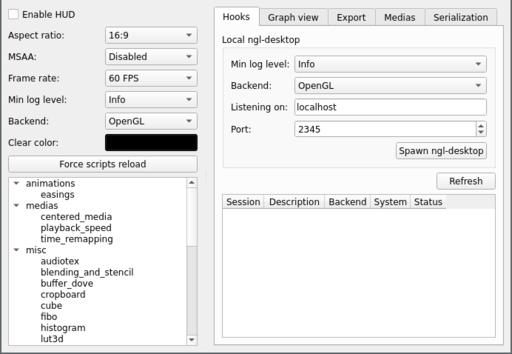 Enable HUD
Aspect ratio: 16:9
MSAA: Disabled
Frame rate: 60 FPS
Min log level: Info
Backend: OpenGL
Clear color:
Force scripts reload
animations
easings
medias
centered_media
playback_speed
time_remapping
misc
audiotex
blending_and_stencil
buffer_dove
cropboard
cube
fibo
histogram
lut3d
Hooks Graph view Export Medias Serialization
Local ngl-desktop
Min log level: Info
Backend: OpenGL
Listening on: localhost
Port: 2345
Spawn ngl-desktop
Refresh
Session Description Backend System Status